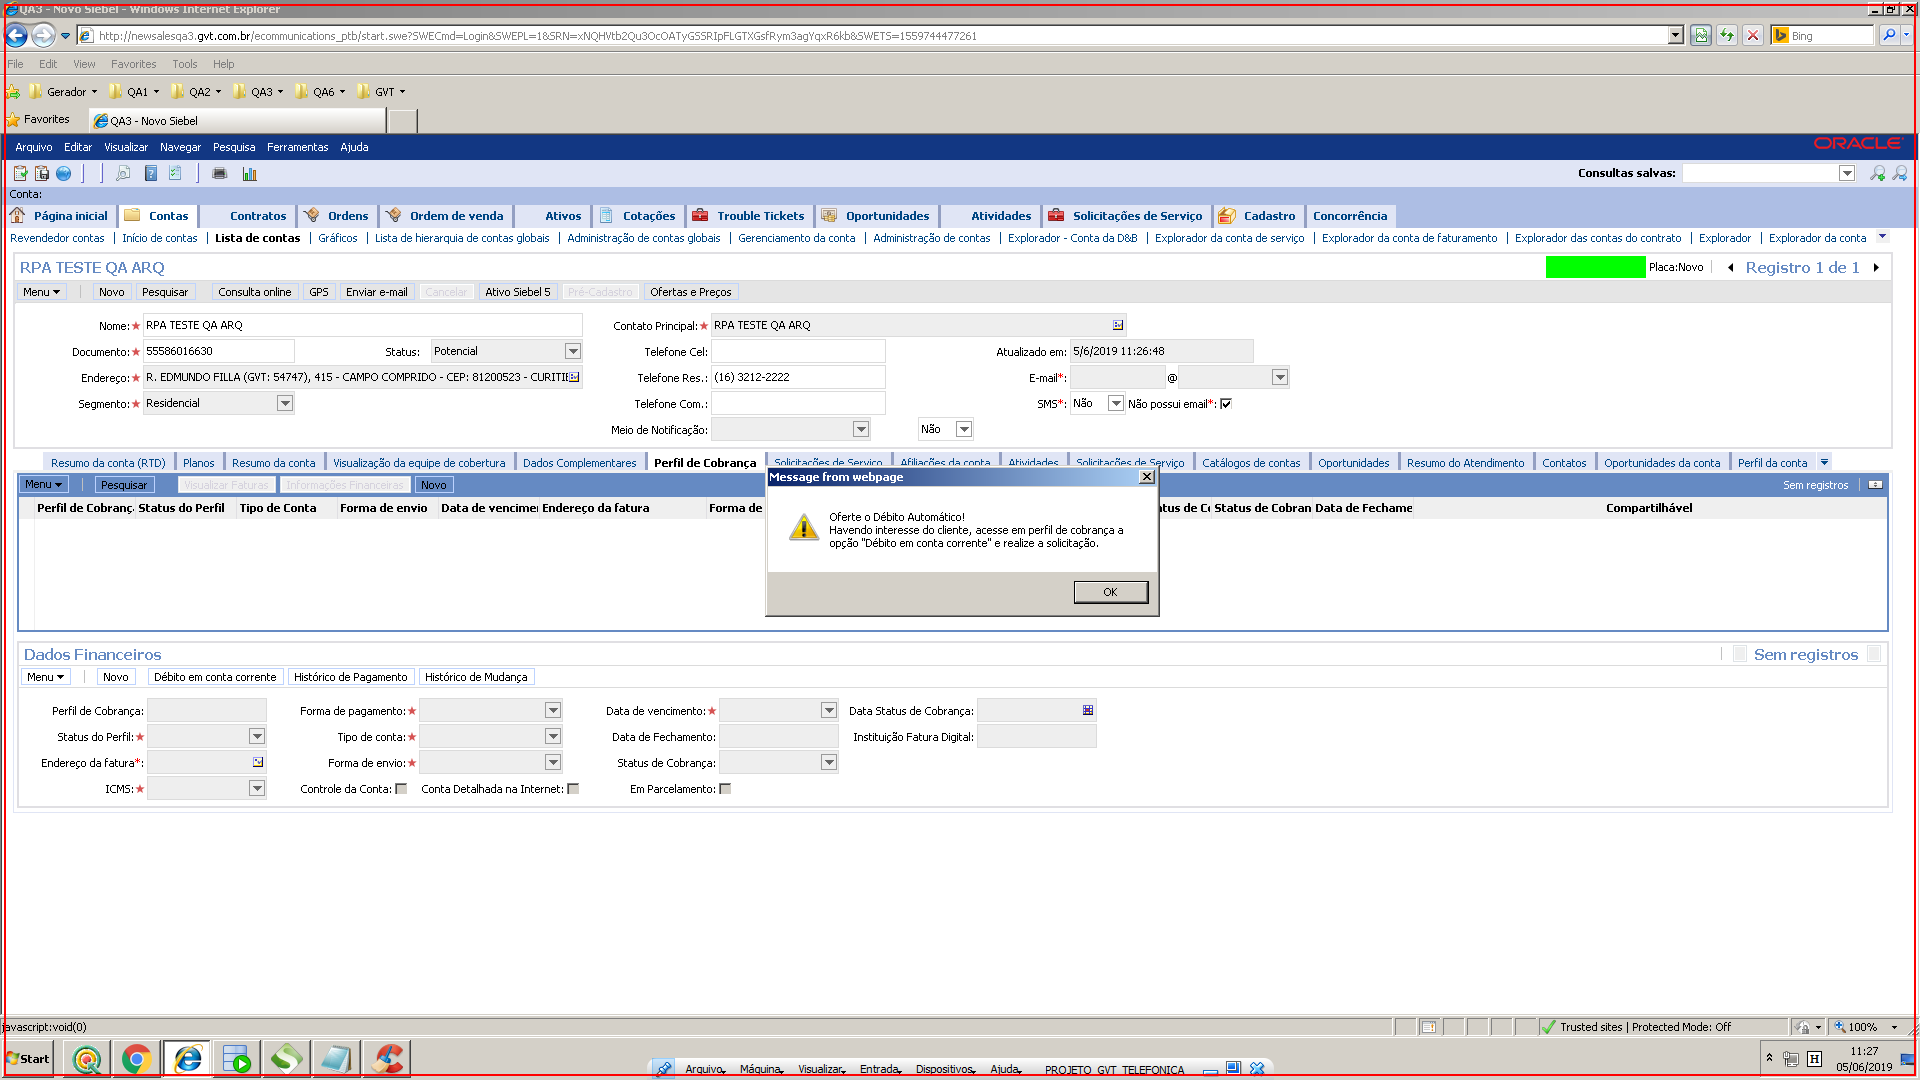 QA3 - Novo Siebel - Windows Internet Explorer
http://newsalesqa3.gvt.com.br/ecommunications_ptb/start.swe?SWECmd=Login&SWEPL=1&SRN=xNQHVtb2Qu3OcOATyGSSRIpFLGTXGsfRym3agYqxR6kb&SWETS=1559744477261
Bing
File Edit View Favorites Tools Help
Gerador QA1 QA2 QA3 QA6 GVT
Favorites QA3 - Novo Siebel
Arquivo Editar Visualizar Navegar Pesquisa Ferramentas Ajuda ORACLE
Consultas salvas:
Conta:
Página inicial Contas Contratos Ordens Ordem de venda Ativos Cotações Trouble Tickets Oportunidades Atividades Solicitações de Serviço Cadastro Concorrência
Revendedor contas Início de contas Lista de contas Gráficos Lista de hierarquia de contas globais Administração de contas globais Gerenciamento da conta Administração de contas Explorador - Conta da D&B Explorador da conta de serviço Explorador da conta de faturamento Explorador das contas do contrato Explorador Explorador da conta
RPA TESTE QA ARQ Placa:Novo Registro 1 de 1
Menu Novo Pesquisar Consulta online GPS Enviar e-mail Cancelar Ativo Siebel 5 Pré-Cadastro Ofertas e Preços
Nome:★ RPA TESTE QA ARQ Contato Principal:★ RPA TESTE QA ARQ
Documento:★ 55586016630 Status: Potencial Telefone Cel: Atualizado em: 5/6/2019 11:26:48
Endereço:★ R. EDMUNDO FILLA (GVT: 54747), 415 - CAMPO COMPRIDO - CEP: 81200523 - CURITIB Telefone Res.: (16) 3212-2222 E-mail*: @
Segmento:★ Residencial Telefone Com.: SMS*: Não Não possui email*:
Meio de Notificação: Não
Resumo da conta (RTD) Planos Resumo da conta Visualização da equipe de cobertura Dados Complementares Perfil de Cobrança Solicitações de Serviço Afiliações da conta Atividades Solicitações de Serviço Catálogos de contas Oportunidades Resumo do Atendimento Contatos Oportunidades da conta Perfil da conta
Menu Pesquisar Visualizar Faturas Informações Financeiras Novo Sem registros
Perfil de Cobranç Status do Perfil Tipo de Conta Forma de envio Data de vencime Endereço da fatura Forma de tus de Co Status de Cobran Data de Fechame Compartilhável
Message from webpage
Oferte o Débito Automático!
Havendo interesse do cliente, acesse em perfil de cobrança a
opção "Débito em conta corrente" e realize a solicitação.
OK
Dados Financeiros Sem registros
Menu Novo Débito em conta corrente Histórico de Pagamento Histórico de Mudança
Perfil de Cobrança: Forma de pagamento:★ Data de vencimento:★ Data Status de Cobrança:
Status do Perfil:★ Tipo de conta:★ Data de Fechamento: Instituição Fatura Digital:
Endereço da fatura*: Forma de envio:★ Status de Cobrança:
ICMS:★ Controle da Conta: Conta Detalhada na Internet: Em Parcelamento:
javascript:void(0) Trusted sites | Protected Mode: Off 100%
Start Arquivo Máquina Visualizar Entrada Dispositivos Ajuda PROJETO_GVT_TELEFONICA H 11:27
05/06/2019